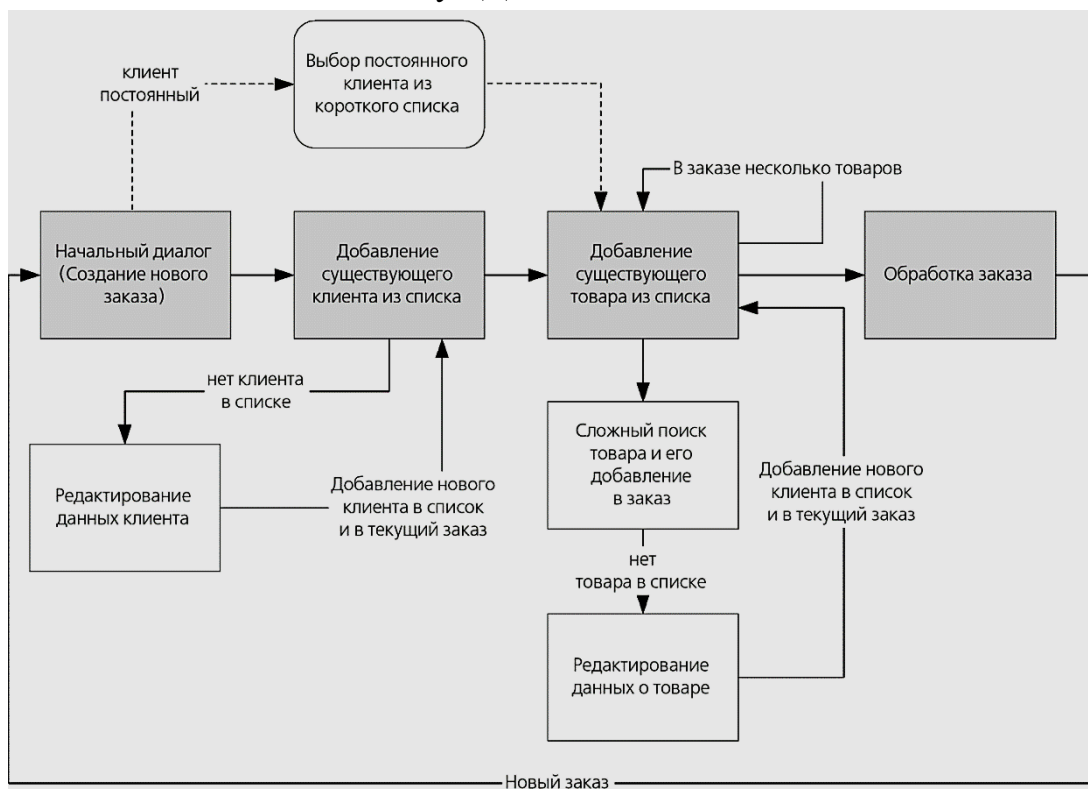 Выбор постоянного
клиента из
короткого списка
клиент
постоянный
В заказе несколько товаров
Начальный диалог
(Создание нового
заказа)
Добавление
существующего
клиента из списка
Добавление
существующего
товара из списка
Обработка заказа
нет клиента
в списке
Редактирование
данных клиента
Добавление нового
клиента в список
и в текущий заказ
Сложный поиск
товара и его
добавление
в заказ
Добавление нового
клиента в список
и в текущий заказ
нет
товара в списке
Редактирование
данных о товаре
Новый заказ